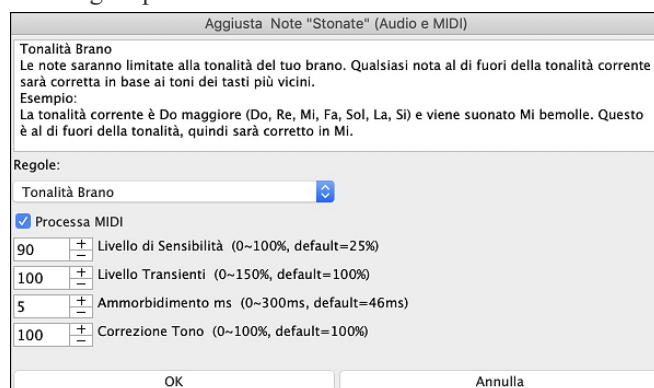 Aggiusta Note "Stonate" (Audio e MIDI)
Tonalità Brano
Le note saranno limitate alla tonalità del tuo brano. Qualsiasi nota al di fuori della tonalità corrente
sarà corretta in base ai toni dei tasti più vicini.
Esempio:
La tonalità corrente è Do maggiore (Do, Re, Mi, Fa, Sol, La, Si) e viene suonato Mi bemolle. Questo
è al di fuori della tonalità, quindi sarà corretto in Mi.
Regole:
Tonalità Brano
Processa MIDI
90 + − Livello di Sensibilità (0~100%, default=25%)
100 + − Livello Transienti (0~150%, default=100%)
5 + − Ammorbidimento ms (0~300ms, default=46ms)
100 + − Correzione Tono (0~100%, default=100%)
OK Annulla